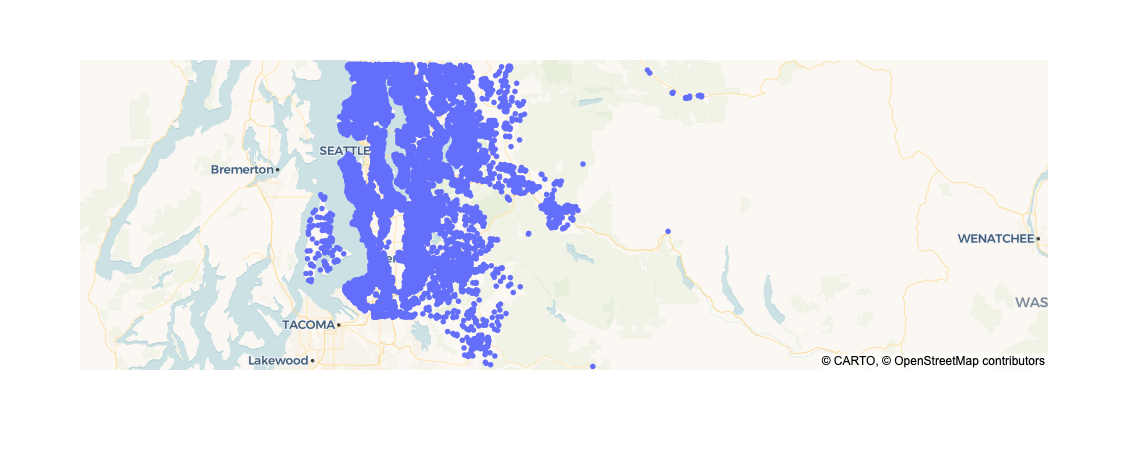 SEATTLE
Bremerton
WENATCHEE
WAS
TACOMA
Lakewood
© CARTO, © OpenStreetMap contributors